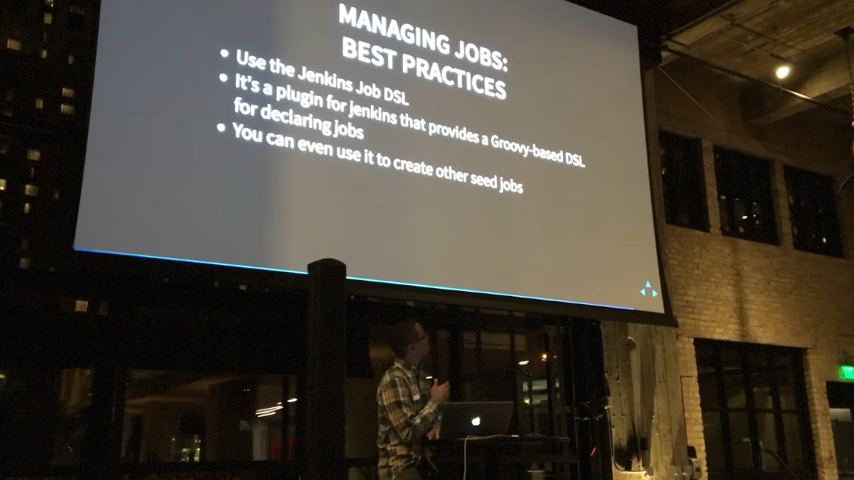 MANAGING JOBS:
BEST PRACTICES
• Use the Jenkins Job DSL
• It's a plugin for jenkins that provides a Groovy-based DSL
for declaring jobs
• You can even use it to create other seed jobs